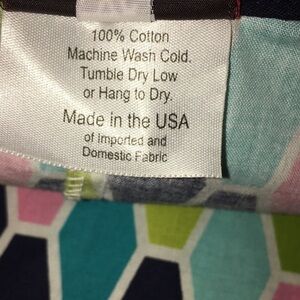 100% Cotton
Machine Wash Cold.
Tumble Dry Low
or Hang to Dry.
Made in the USA
of Imported and
Domestic Fabric